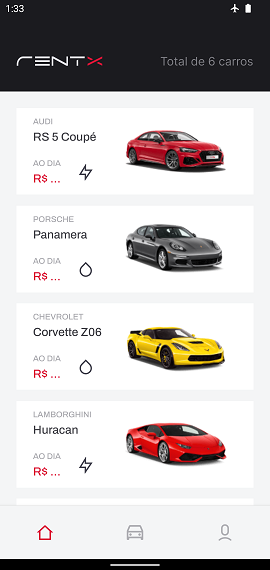 1:33
RENTX
Total de 6 carros
AUDI
RS 5 Coupé
AO DIA
R$ ...
PORSCHE
Panamera
AO DIA
R$ ...
CHEVROLET
Corvette Z06
AO DIA
R$ ...
LAMBORGHINI
Huracan
AO DIA
R$ ...